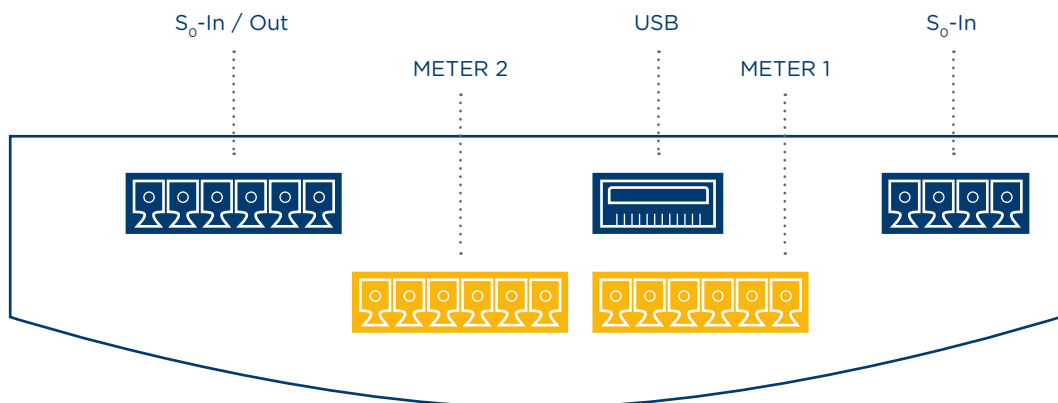 S₀-In / Out
USB
S₀-In
METER 2
METER 1